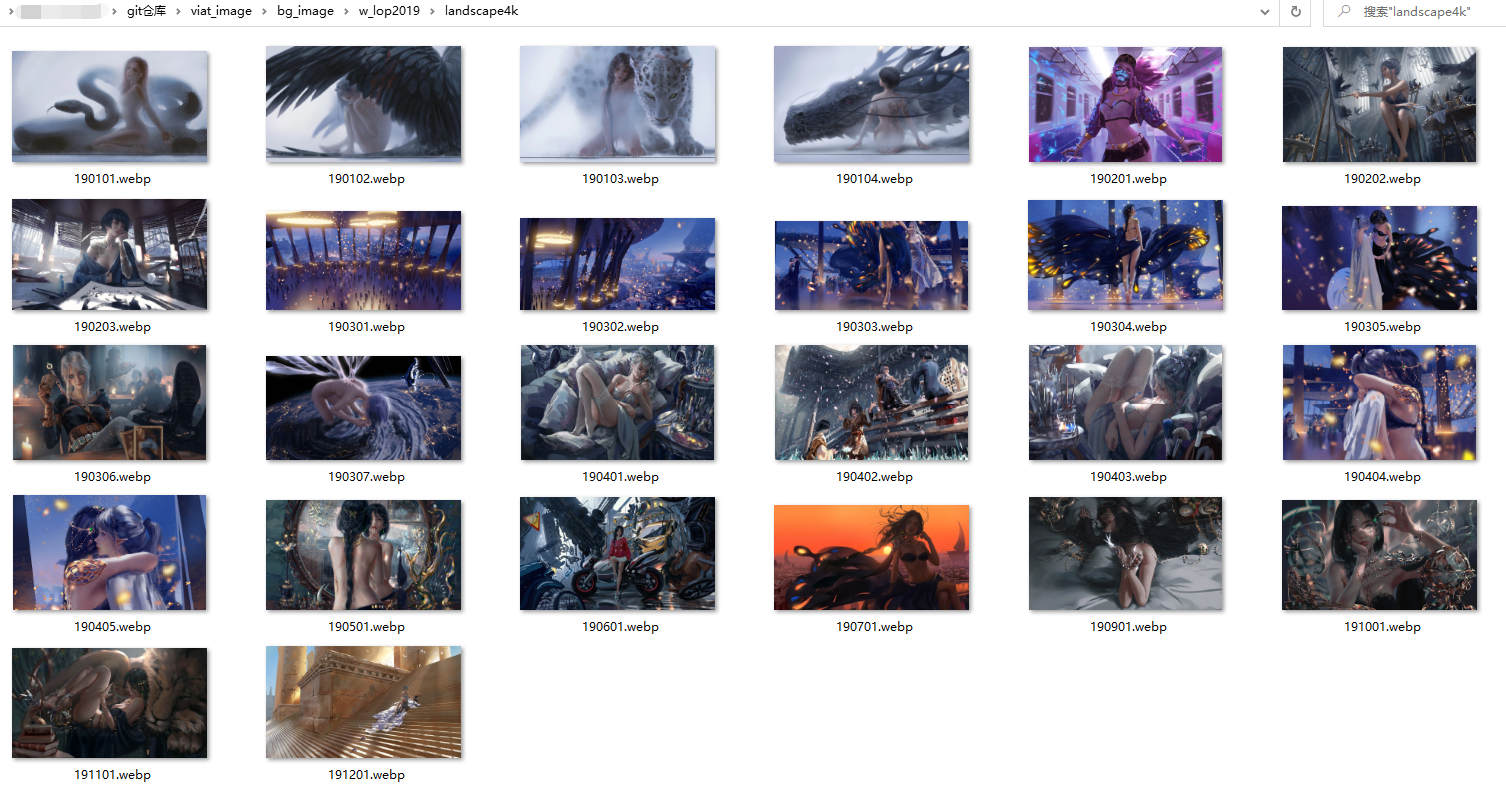 git仓库 › viat_image › bg_image › w_lop2019 › landscape4k
搜索"landscape4k"
190101.webp 190102.webp 190103.webp 190104.webp 190201.webp 190202.webp
190203.webp 190301.webp 190302.webp 190303.webp 190304.webp 190305.webp
190306.webp 190307.webp 190401.webp 190402.webp 190403.webp 190404.webp
190405.webp 190501.webp 190601.webp 190701.webp 190901.webp 191001.webp
191101.webp 191201.webp